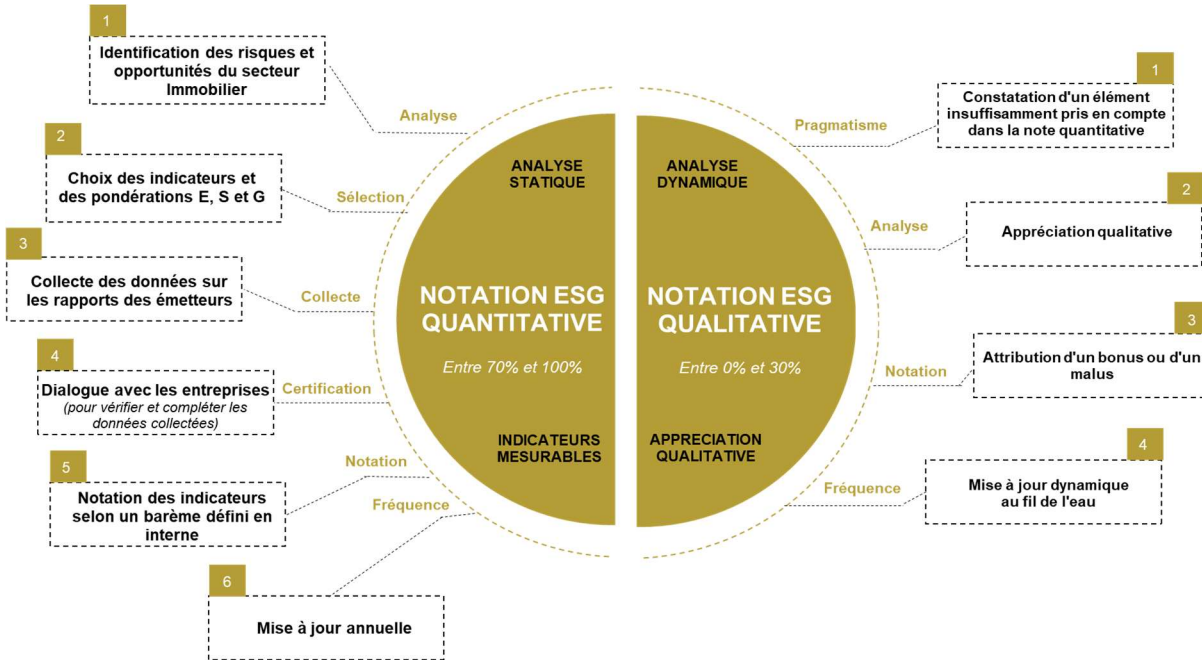 1
Identification des risques et
opportunités du secteur
Immobilier
Analyse
2
Choix des indicateurs et
des pondérations E, S et G
Sélection
3
Collecte des données sur
les rapports des émetteurs
Collecte
4
Dialogue avec les entreprises
(pour vérifier et compléter les
données collectées)
Certification
5
Notation des indicateurs
selon un barème défini en
interne
Notation
Fréquence
6
Mise à jour annuelle
ANALYSE
STATIQUE
NOTATION ESG
QUANTITATIVE
Entre 70% et 100%
INDICATEURS
MESURABLES
ANALYSE
DYNAMIQUE
NOTATION ESG
QUALITATIVE
Entre 0% et 30%
APPRECIATION
QUALITATIVE
1
Pragmatisme
Constatation d'un élément
insuffisamment pris en compte
dans la note quantitative
2
Analyse
Appréciation qualitative
3
Notation
Attribution d'un bonus ou d'un
malus
4
Fréquence
Mise à jour dynamique
au fil de l'eau